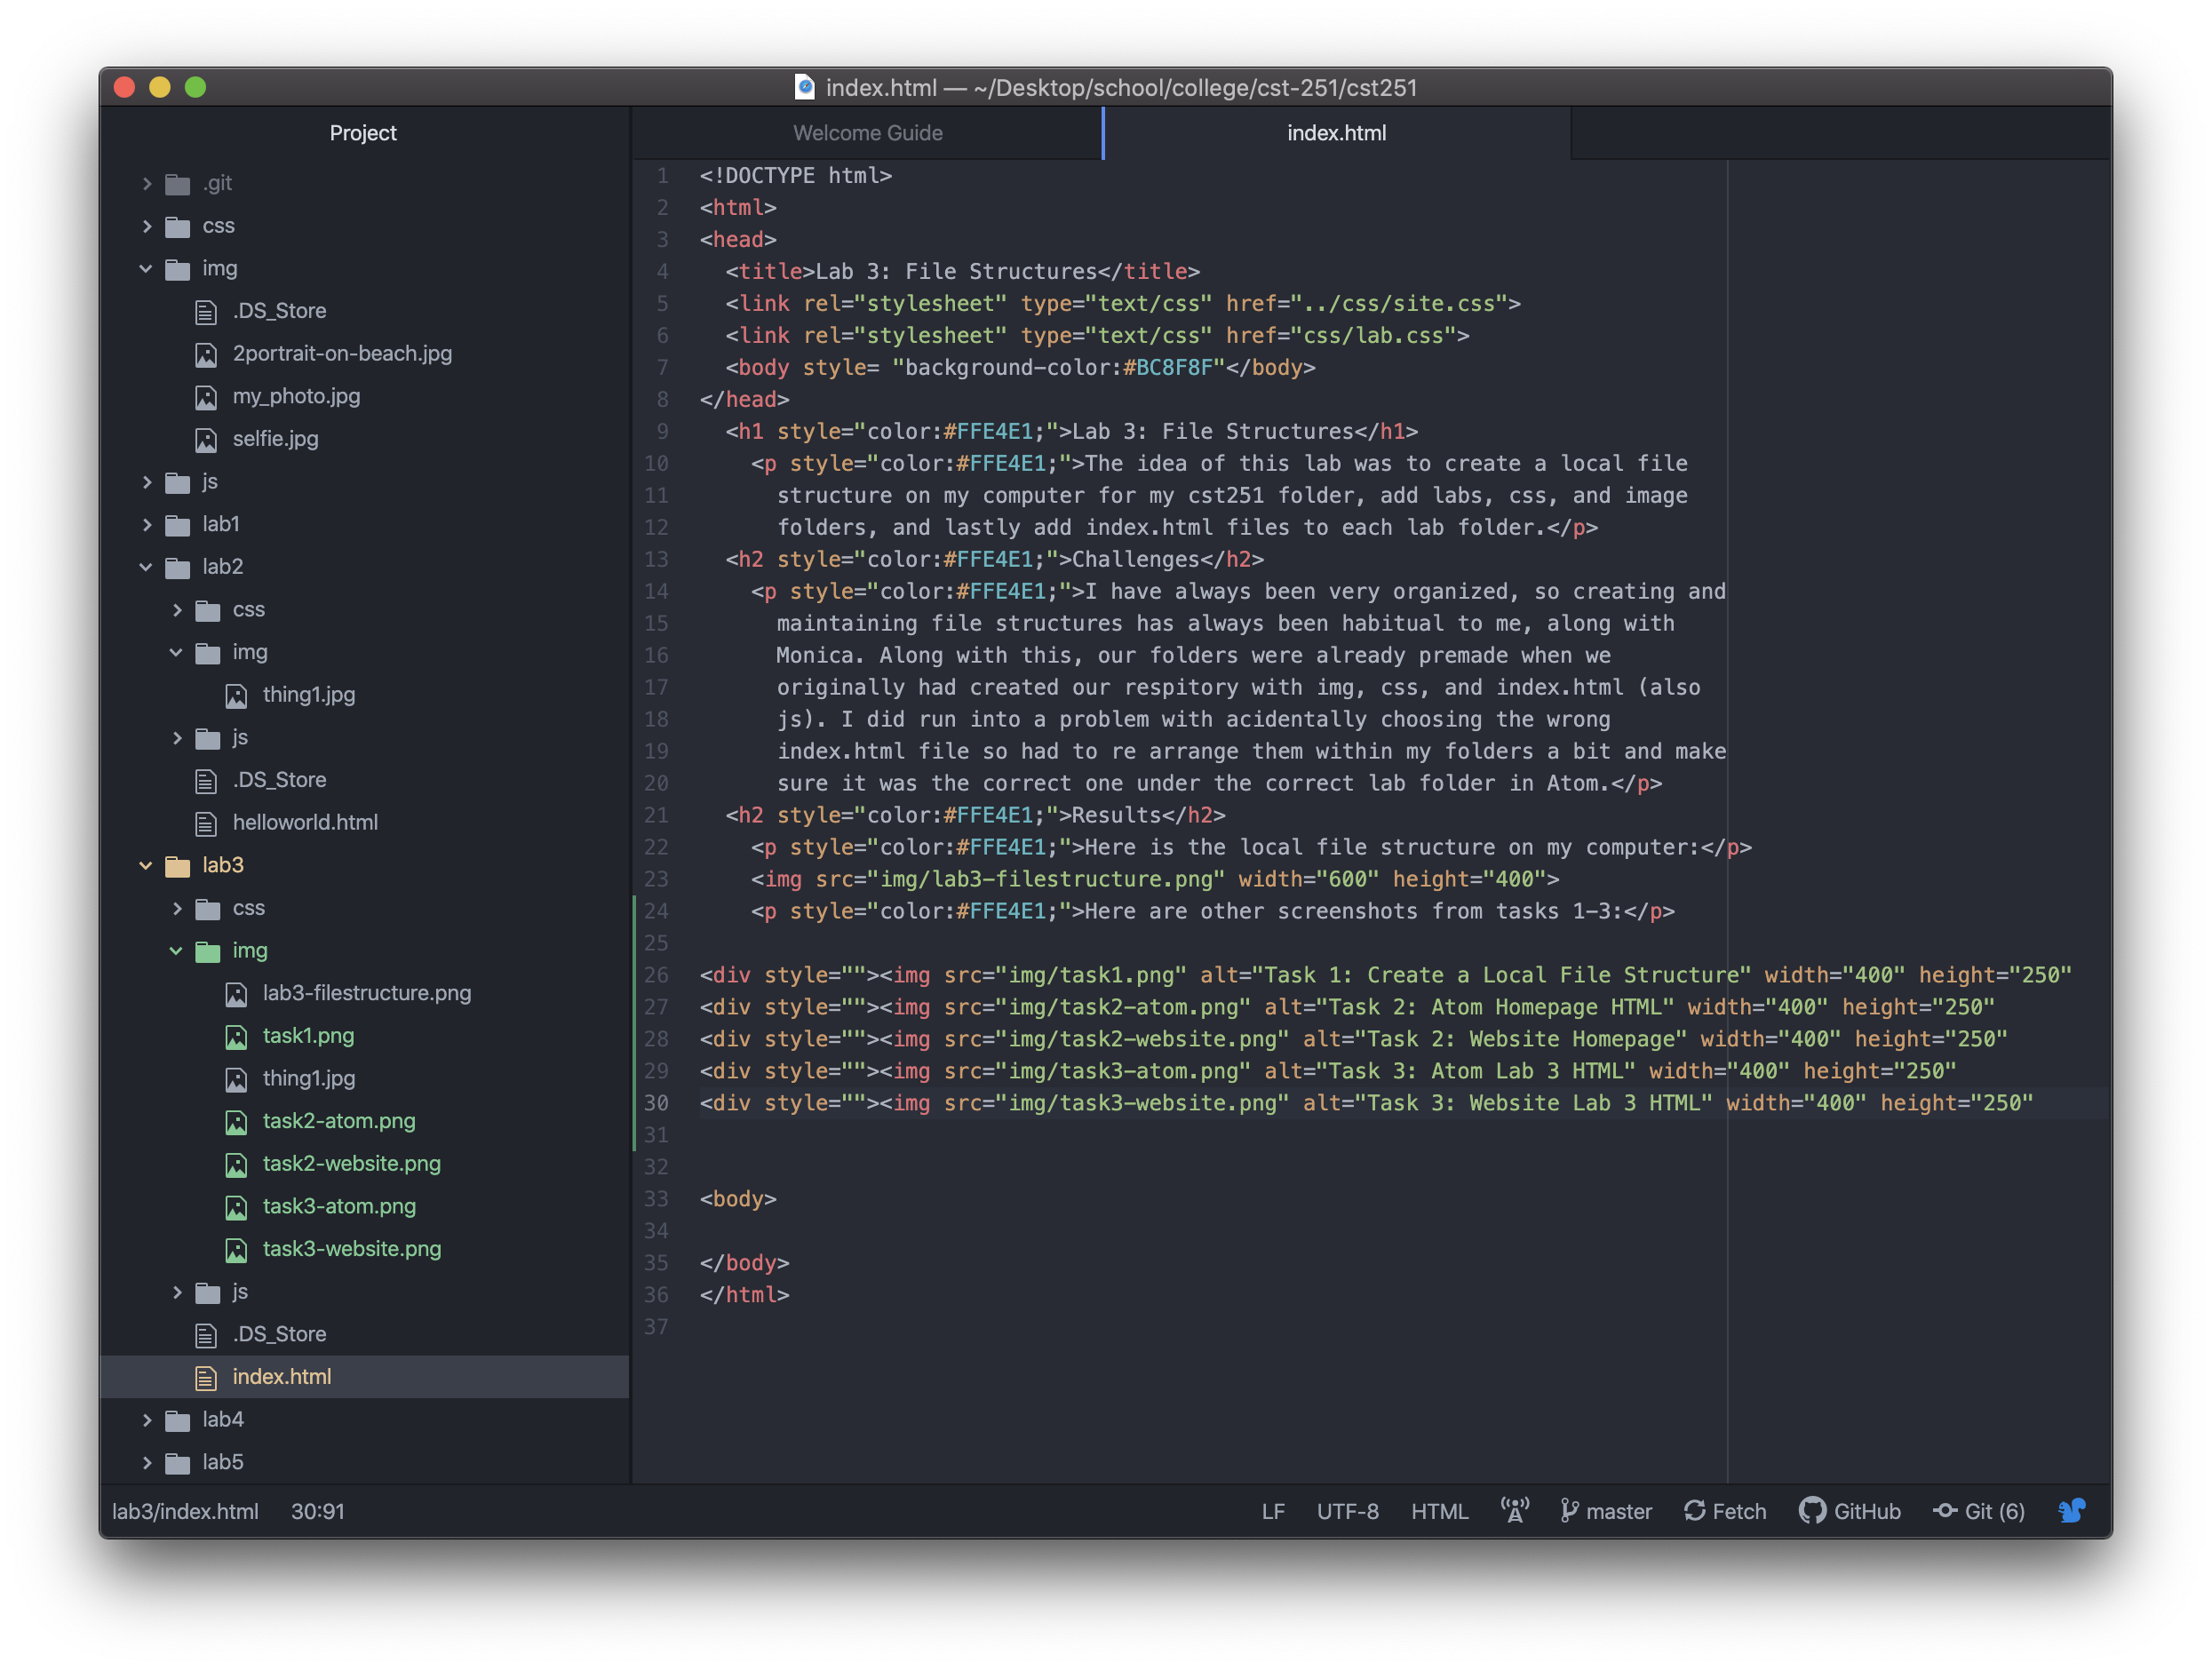 index.html — ~/Desktop/school/college/cst-251/cst251
Project
Welcome Guide
index.html
.git
css
img
.DS_Store
2portrait-on-beach.jpg
my_photo.jpg
selfie.jpg
js
lab1
lab2
css
img
thing1.jpg
js
.DS_Store
helloworld.html
lab3
css
img
lab3-filestructure.png
task1.png
thing1.jpg
task2-atom.png
task2-website.png
task3-atom.png
task3-website.png
js
.DS_Store
index.html
lab4
lab5
1 <!DOCTYPE html>
2 <html>
3 <head>
4 <title>Lab 3: File Structures</title>
5 <link rel="stylesheet" type="text/css" href="../css/site.css">
6 <link rel="stylesheet" type="text/css" href="css/lab.css">
7 <body style= "background-color:#BC8F8F"</body>
8 </head>
9 <h1 style="color:#FFE4E1;">Lab 3: File Structures</h1>
10 <p style="color:#FFE4E1;">The idea of this lab was to create a local file
11 structure on my computer for my cst251 folder, add labs, css, and image
12 folders, and lastly add index.html files to each lab folder.</p>
13 <h2 style="color:#FFE4E1;">Challenges</h2>
14 <p style="color:#FFE4E1;">I have always been very organized, so creating and
15 maintaining file structures has always been habitual to me, along with
16 Monica. Along with this, our folders were already premade when we
17 originally had created our respitory with img, css, and index.html (also
18 js). I did run into a problem with acidentally choosing the wrong
19 index.html file so had to re arrange them within my folders a bit and make
20 sure it was the correct one under the correct lab folder in Atom.</p>
21 <h2 style="color:#FFE4E1;">Results</h2>
22 <p style="color:#FFE4E1;">Here is the local file structure on my computer:</p>
23 <img src="img/lab3-filestructure.png" width="600" height="400">
24 <p style="color:#FFE4E1;">Here are other screenshots from tasks 1-3:</p>
25
26 <div style=""><img src="img/task1.png" alt="Task 1: Create a Local File Structure" width="400" height="250"
27 <div style=""><img src="img/task2-atom.png" alt="Task 2: Atom Homepage HTML" width="400" height="250"
28 <div style=""><img src="img/task2-website.png" alt="Task 2: Website Homepage" width="400" height="250"
29 <div style=""><img src="img/task3-atom.png" alt="Task 3: Atom Lab 3 HTML" width="400" height="250"
30 <div style=""><img src="img/task3-website.png" alt="Task 3: Website Lab 3 HTML" width="400" height="250"
31
32
33 <body>
34
35 </body>
36 </html>
37
lab3/index.html 30:91 LF UTF-8 HTML master Fetch GitHub Git (6)